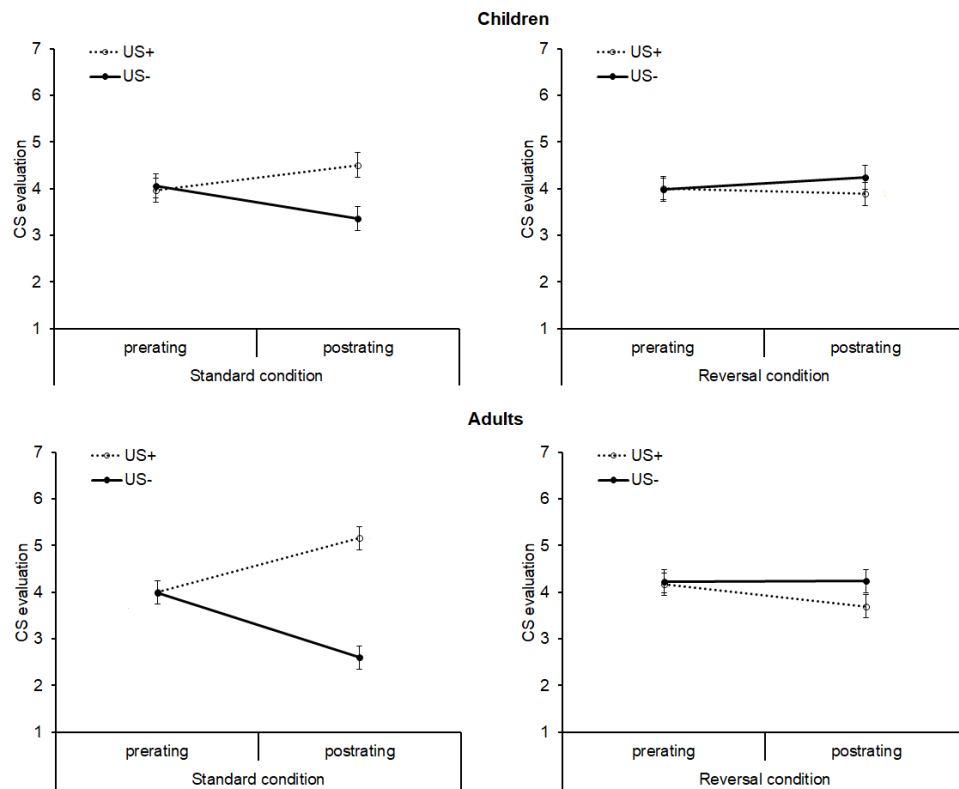 Children
7
6
5
4
3
2
1
CS evaluation
US+
US-
prerating postrating
Standard condition
7
6
5
4
3
2
1
CS evaluation
US+
US-
prerating postrating
Reversal condition
Adults
7
6
5
4
3
2
1
CS evaluation
US+
US-
prerating postrating
Standard condition
7
6
5
4
3
2
1
CS evaluation
US+
US-
prerating postrating
Reversal condition